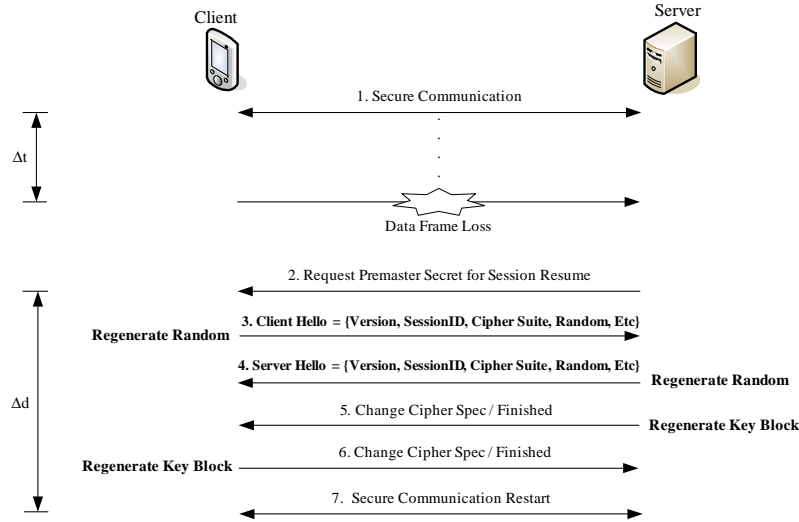 Client
Server
1. Secure Communication
Δt
Data Frame Loss
2. Request Premaster Secret for Session Resume
3. Client Hello = {Version, SessionID, Cipher Suite, Random, Etc}
Regenerate Random
4. Server Hello = {Version, SessionID, Cipher Suite, Random, Etc}
Regenerate Random
Δd
5. Change Cipher Spec / Finished
Regenerate Key Block
6. Change Cipher Spec / Finished
Regenerate Key Block
7. Secure Communication Restart